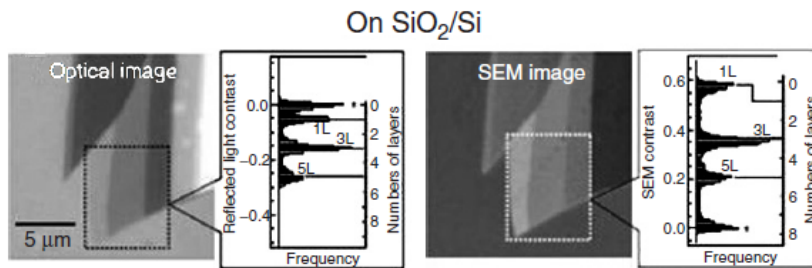 On SiO₂/Si
Optical image
5 μm
Reflected light contrast
0.0
−0.2
−0.4
1L
3L
5L
0
2
4
6
8
Numbers of layers
Frequency
SEM image
SEM contrast
0.6
0.4
0.2
0.0
1L
3L
5L
0
2
4
6
8
Numbers of layers
Frequency